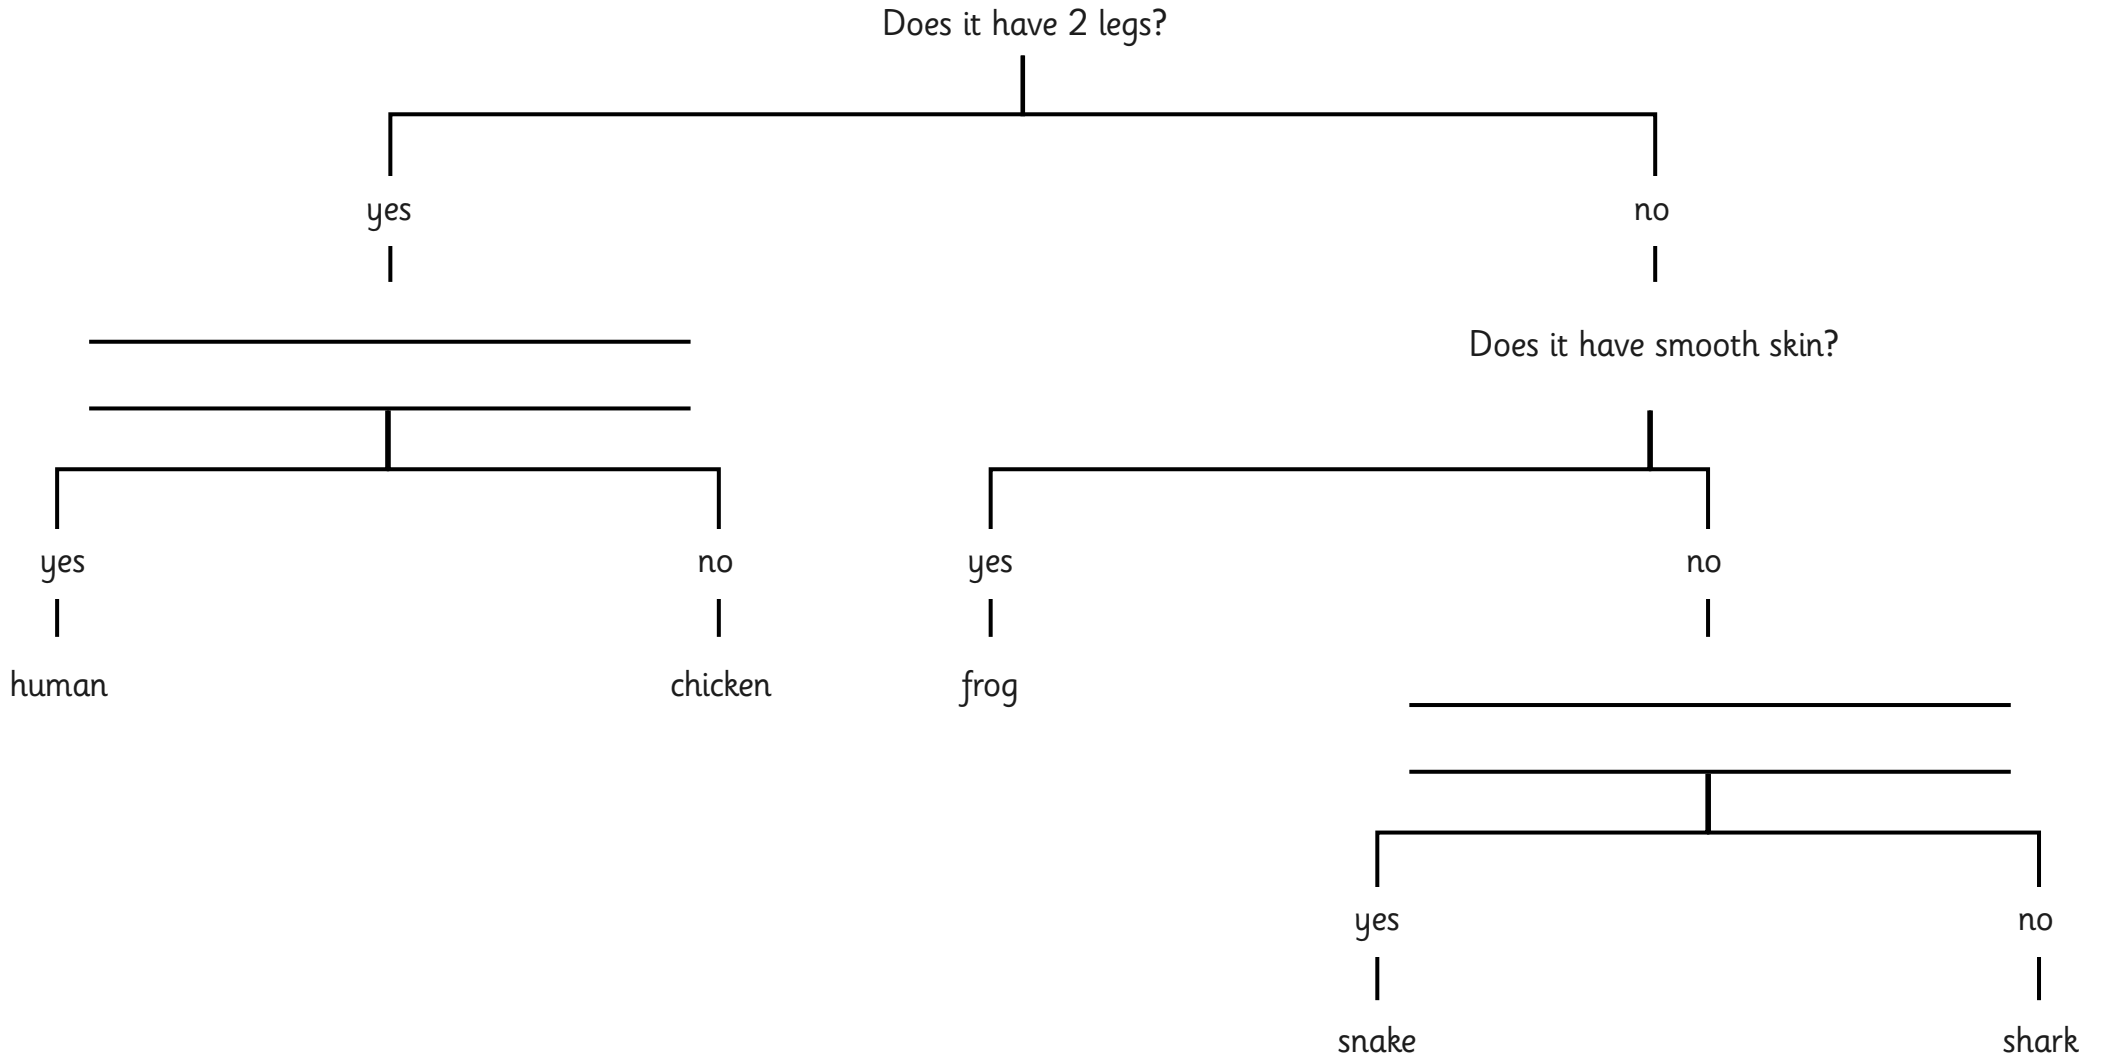 Does it have 2 legs?
yes
no
Does it have smooth skin?
yes
no
yes
no
human
chicken
frog
yes
no
snake
shark